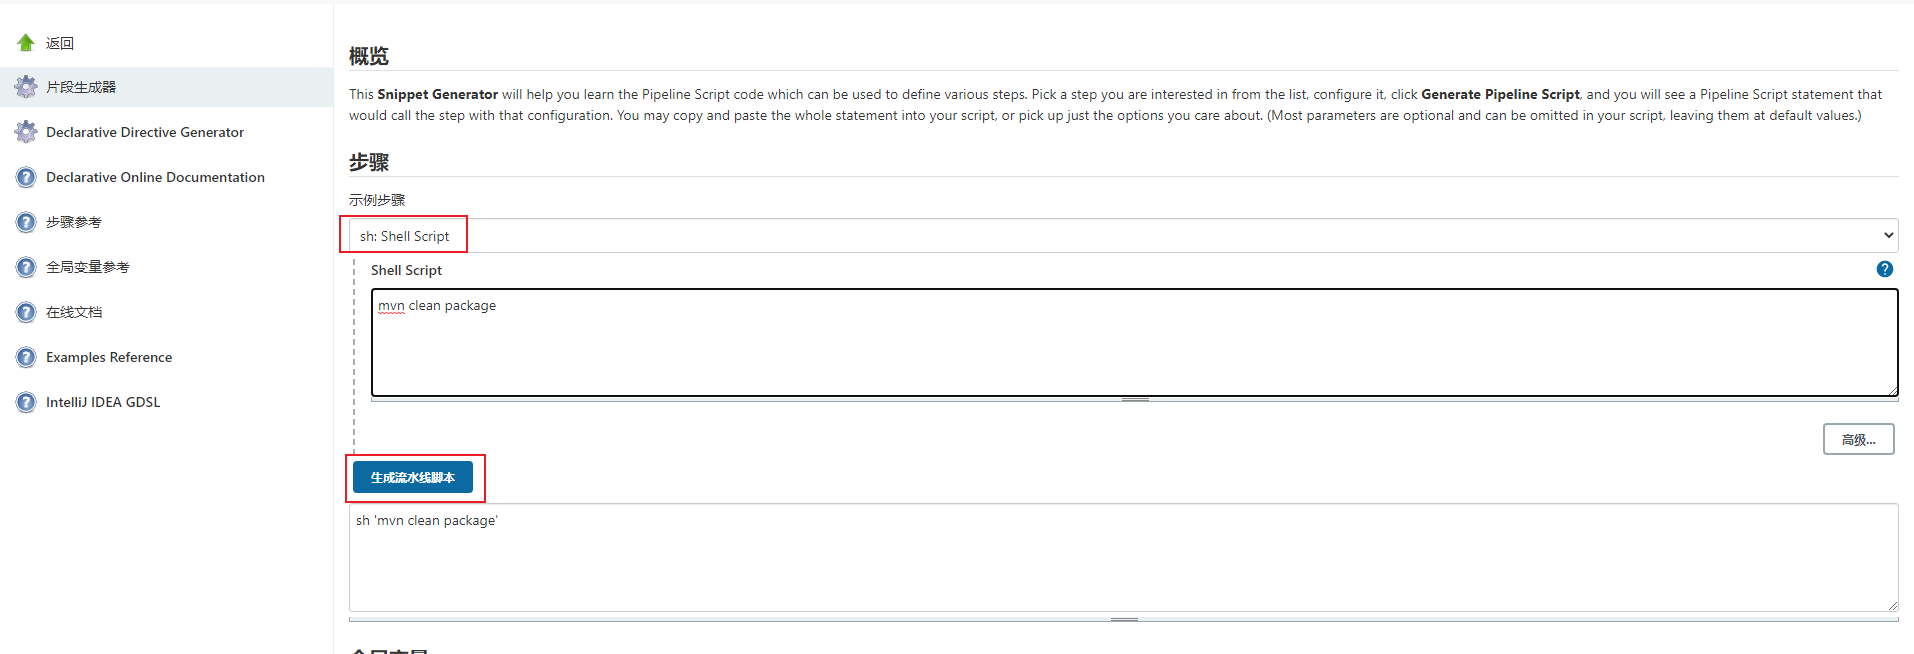 返回
片段生成器
Declarative Directive Generator
Declarative Online Documentation
步骤参考
全局变量参考
在线文档
Examples Reference
IntelliJ IDEA GDSL
概览
This Snippet Generator will help you learn the Pipeline Script code which can be used to define various steps. Pick a step you are interested in from the list, configure it, click Generate Pipeline Script, and you will see a Pipeline Script statement that
would call the step with that configuration. You may copy and paste the whole statement into your script, or pick up just the options you care about. (Most parameters are optional and can be omitted in your script, leaving them at default values.)
步骤
示例步骤
sh: Shell Script
Shell Script
mvn clean package
高级...
生成流水线脚本
sh 'mvn clean package'